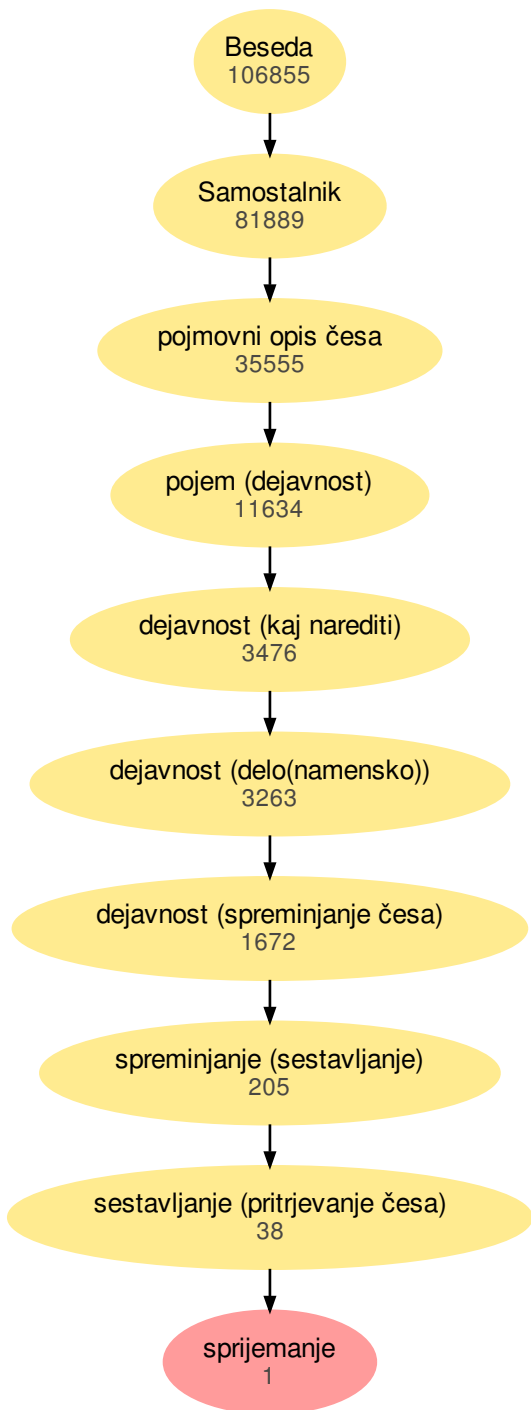 Beseda
106855
Samostalnik
81889
pojmovni opis česa
35555
pojem (dejavnost)
11634
dejavnost (kaj narediti)
3476
dejavnost (delo(namensko))
3263
dejavnost (spreminjanje česa)
1672
spreminjanje (sestavljanje)
205
sestavljanje (pritrjevanje česa)
38
sprijemanje
1